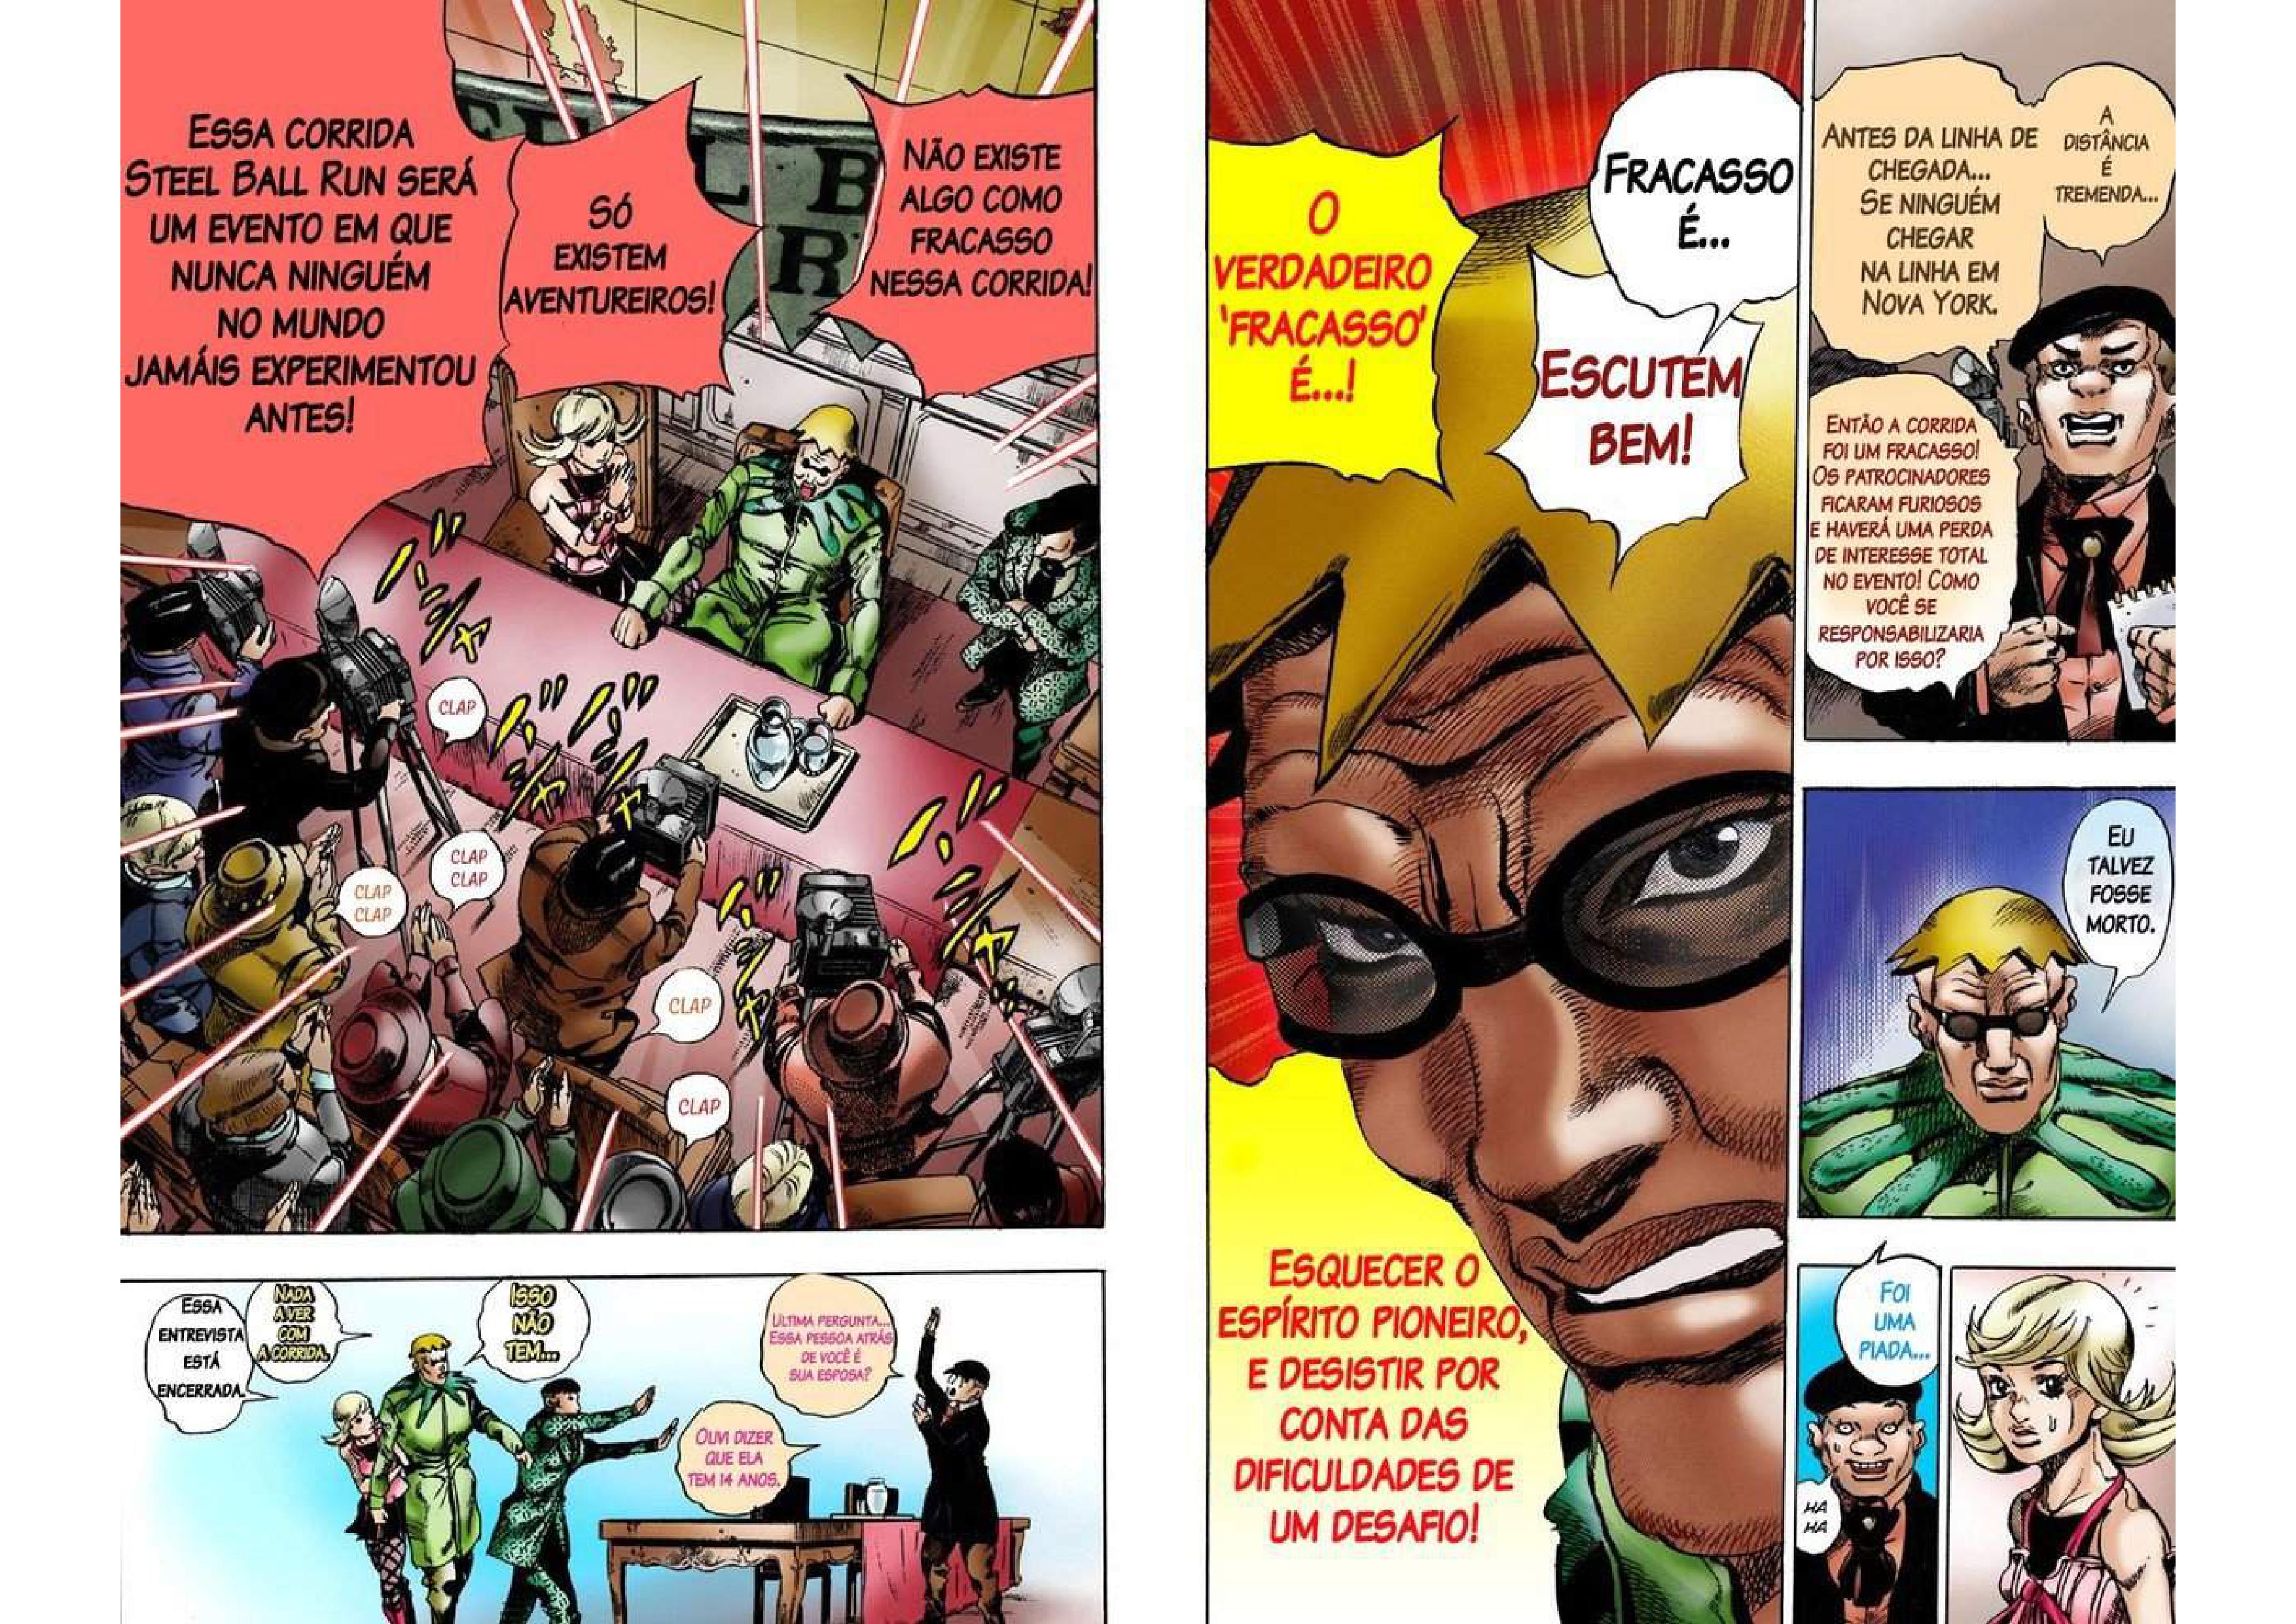 A
DISTÂNCIA
É
TREMENDA...
ANTES DA LINHA DE
CHEGADA...
SE NINGUÉM
CHEGAR
NA LINHA EM
NOVA YORK.
ENTÃO A CORRIDA
FOI UM FRACASSO!
OS PATROCINADORES
FICARAM FURIOSOS
E HAVERÁ UMA PERDA
DE INTERESSE TOTAL
NO EVENTO! COMO
VOCÊ SE
RESPONSABILIZARIA
POR ISSO?
EU
TALVEZ
FOSSE
MORTO.
FOI
UMA
PIADA...
HA
HA
FRACASSO
É...
ESCUTEM
BEM!
O
VERDADEIRO
'FRACASSO'
É...!
ESQUECER O
ESPÍRITO PIONEIRO,
E DESISTIR POR
CONTA DAS
DIFICULDADES DE
UM DESAFIO!
NÃO EXISTE
ALGO COMO
FRACASSO
NESSA CORRIDA!
SÓ
EXISTEM
AVENTUREIROS!
ESSA CORRIDA
STEEL BALL RUN SERÁ
UM EVENTO EM QUE
NUNCA NINGUÉM
NO MUNDO
JAMÁIS EXPERIMENTOU
ANTES!
L B
R
CLAP
CLAP
CLAP
CLAP
CLAP
CLAP
CLAP
ULTIMA PERGUNTA...
ESSA PESSOA ATRÁS
DE VOCÊ É
SUA ESPOSA?
OUVI DIZER
QUE ELA
TEM 14 ANOS.
ISSO
NÃO
TEM...
NADA
A VER
COM
A CORRIDA.
ESSA
ENTREVISTA
ESTÁ
ENCERRADA.